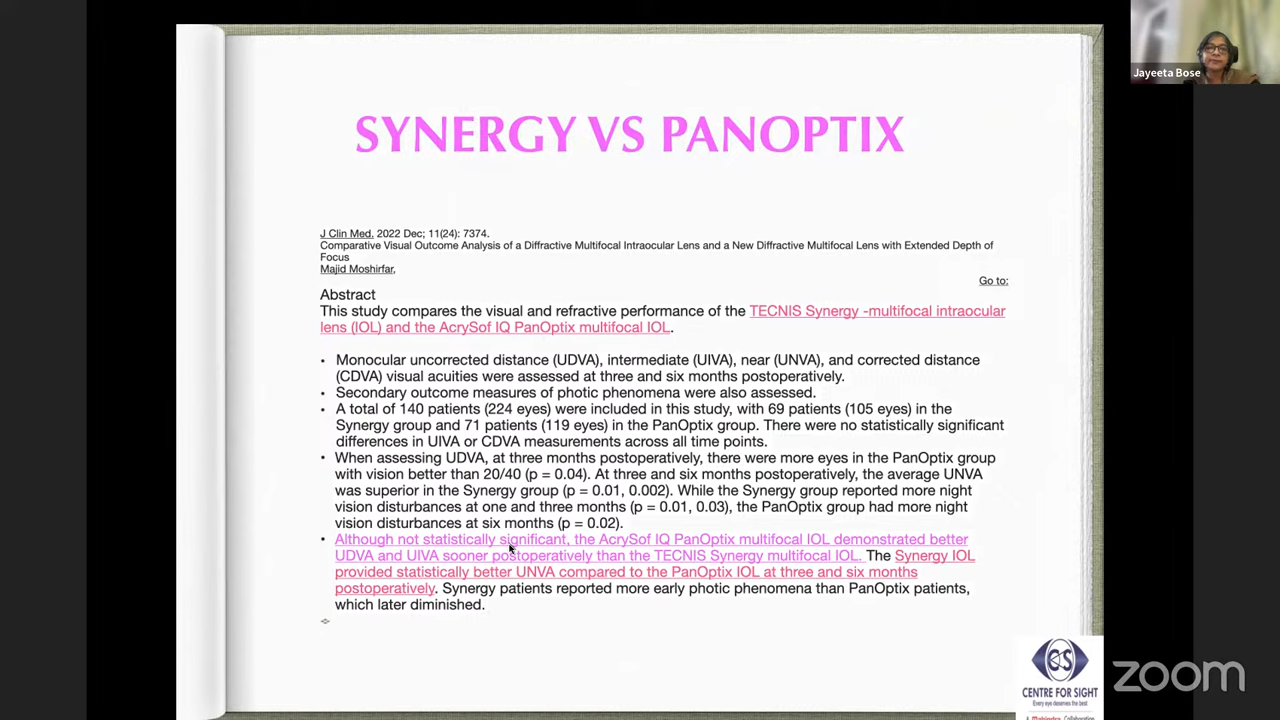 Jayeeta Bose
SYNERGY VS PANOPTIX
J Clin Med. 2022 Dec; 11(24): 7374.
Comparative Visual Outcome Analysis of a Diffractive Multifocal Intraocular Lens and a New Diffractive Multifocal Lens with Extended Depth of
Focus
Majid Moshirfar,
Go to:
Abstract
This study compares the visual and refractive performance of the TECNIS Synergy -multifocal intraocular
lens (IOL) and the AcrySof IQ PanOptix multifocal IOL.
• Monocular uncorrected distance (UDVA), intermediate (UIVA), near (UNVA), and corrected distance
(CDVA) visual acuities were assessed at three and six months postoperatively.
• Secondary outcome measures of photic phenomena were also assessed.
• A total of 140 patients (224 eyes) were included in this study, with 69 patients (105 eyes) in the
Synergy group and 71 patients (119 eyes) in the PanOptix group. There were no statistically significant
differences in UIVA or CDVA measurements across all time points.
• When assessing UDVA, at three months postoperatively, there were more eyes in the PanOptix group
with vision better than 20/40 (p = 0.04). At three and six months postoperatively, the average UNVA
was superior in the Synergy group (p = 0.01, 0.002). While the Synergy group reported more night
vision disturbances at one and three months (p = 0.01, 0.03), the PanOptix group had more night
vision disturbances at six months (p = 0.02).
• Although not statistically significant, the AcrySof IQ PanOptix multifocal IOL demonstrated better
UDVA and UIVA sooner postoperatively than the TECNIS Synergy multifocal IOL. The Synergy IOL
provided statistically better UNVA compared to the PanOptix IOL at three and six months
postoperatively. Synergy patients reported more early photic phenomena than PanOptix patients,
which later diminished.
CENTRE FOR SIGHT
Every eye deserves the best
A Mahindra Collaboration
zoom